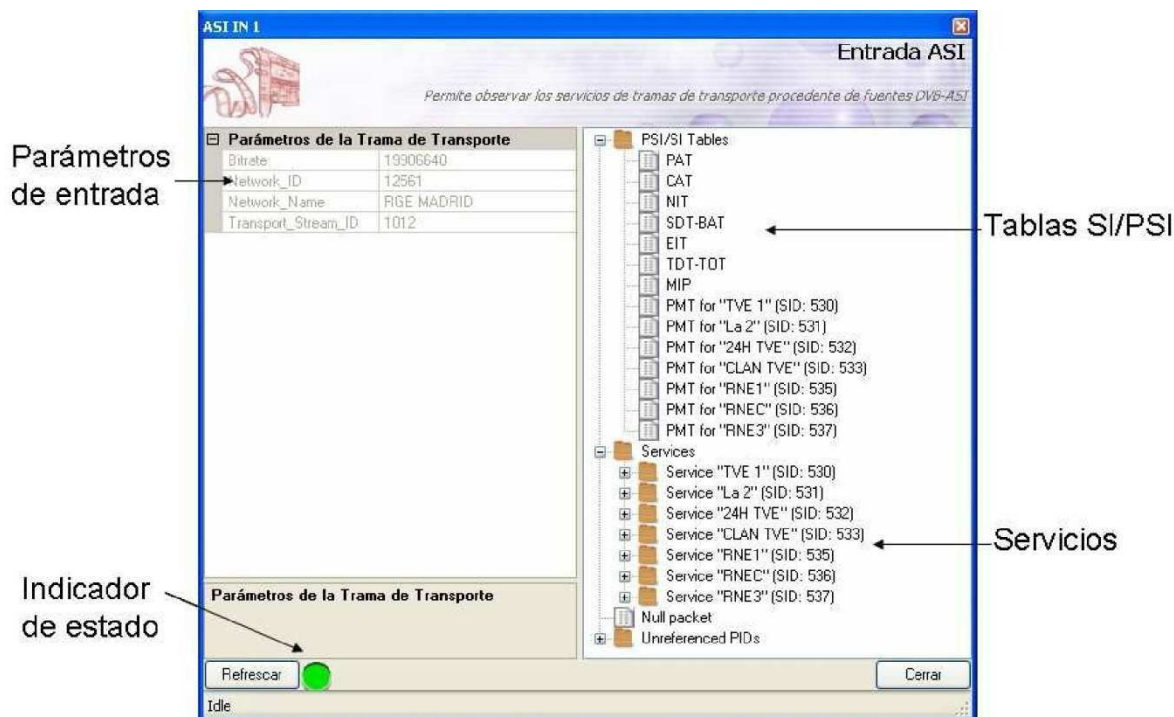 ASI IN 1
Entrada ASI
Permite observar los servicios de tramas de transporte procedente de fuentes DVB-ASI
Parámetros
de entrada
Parámetros de la Trama de Transporte
Bitrate 19906640
Network_ID 12561
Network_Name RGE MADRID
Transport_Stream_ID 1012
PSI/SI Tables
PAT
CAT
NIT
SDT-BAT
EIT
TDT-TOT
MIP
PMT for "TVE 1" (SID: 530)
PMT for "La 2" (SID: 531)
PMT for "24H TVE" (SID: 532)
PMT for "CLAN TVE" (SID: 533)
PMT for "RNE1" (SID: 535)
PMT for "RNEC" (SID: 536)
PMT for "RNE3" (SID: 537)
Services
Service "TVE 1" (SID: 530)
Service "La 2" (SID: 531)
Service "24H TVE" (SID: 532)
Service "CLAN TVE" (SID: 533)
Service "RNE1" (SID: 535)
Service "RNEC" (SID: 536)
Service "RNE3" (SID: 537)
Null packet
Unreferenced PIDs
Tablas SI/PSI
Servicios
Indicador
de estado
Parámetros de la Trama de Transporte
Refrescar
Cerrar
Idle